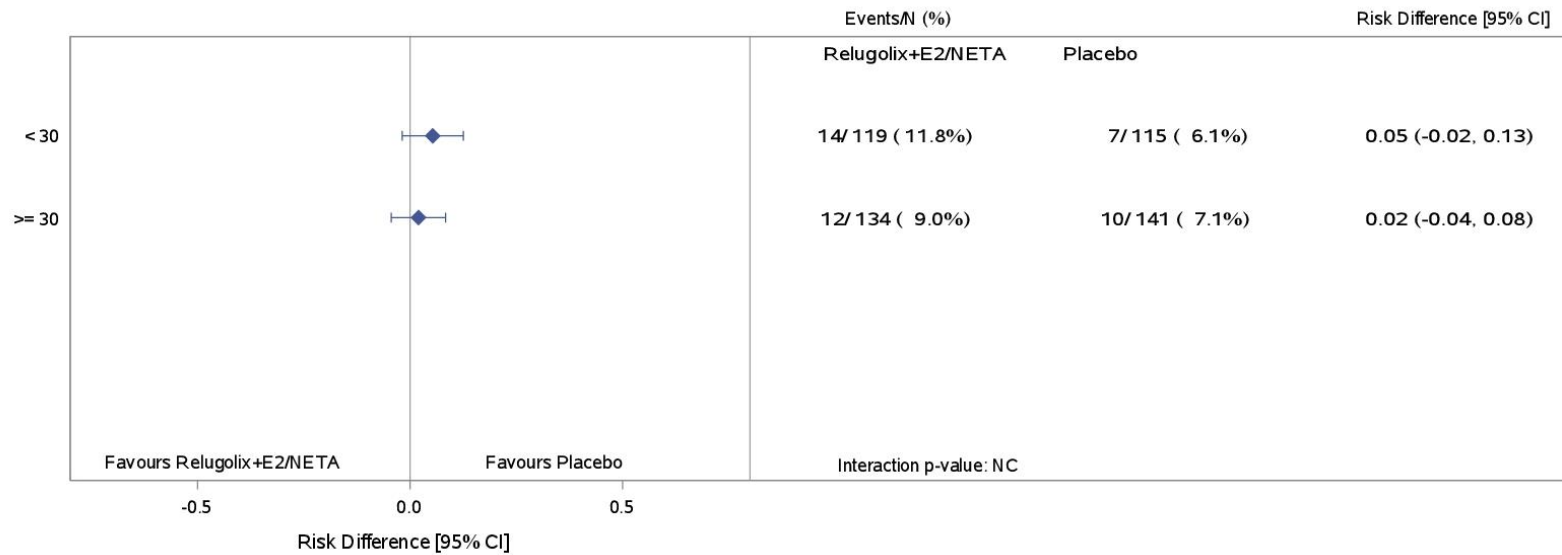 Events/N (%) Risk Difference [95% CI]
Relugolix+E2/NETA Placebo
< 30 14/ 119 ( 11.8%) 7/ 115 ( 6.1%) 0.05 (-0.02, 0.13)
>= 30 12/ 134 ( 9.0%) 10/ 141 ( 7.1%) 0.02 (-0.04, 0.08)
Favours Relugolix+E2/NETA Favours Placebo Interaction p-value: NC
-0.5 0.0 0.5
Risk Difference [95% CI]